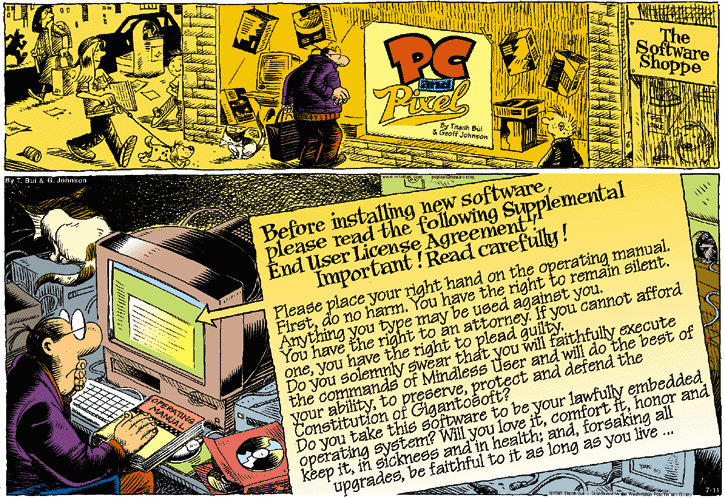 The
Software
Shoppe
PC
and
Pixel
By Thach Bui
& Geoff Johnson
By T. Bui & G. Johnson
Before installing new software,
please read the following Supplemental
End User License Agreement!!
Important! Read carefully!
Please place your right hand on the operating manual.
First, do no harm. You have the right to remain silent.
Anything you type may be used against you.
You have the right to an attorney. If you cannot afford
one, you have the right to plead guilty.
Do you solemnly swear that you will faithfully execute
the commands of Mindless User and will do the best of
your ability, to preserve, protect and defend the
Constitution of Gigantosoft?
Do you take this software to be your lawfully embedded
operating system? Will you love it, comfort it, honor and
keep it, in sickness and in health; and, forsaking all
upgrades, be faithful to it as long as you live ...
OPERATING
MANUAL
7-11